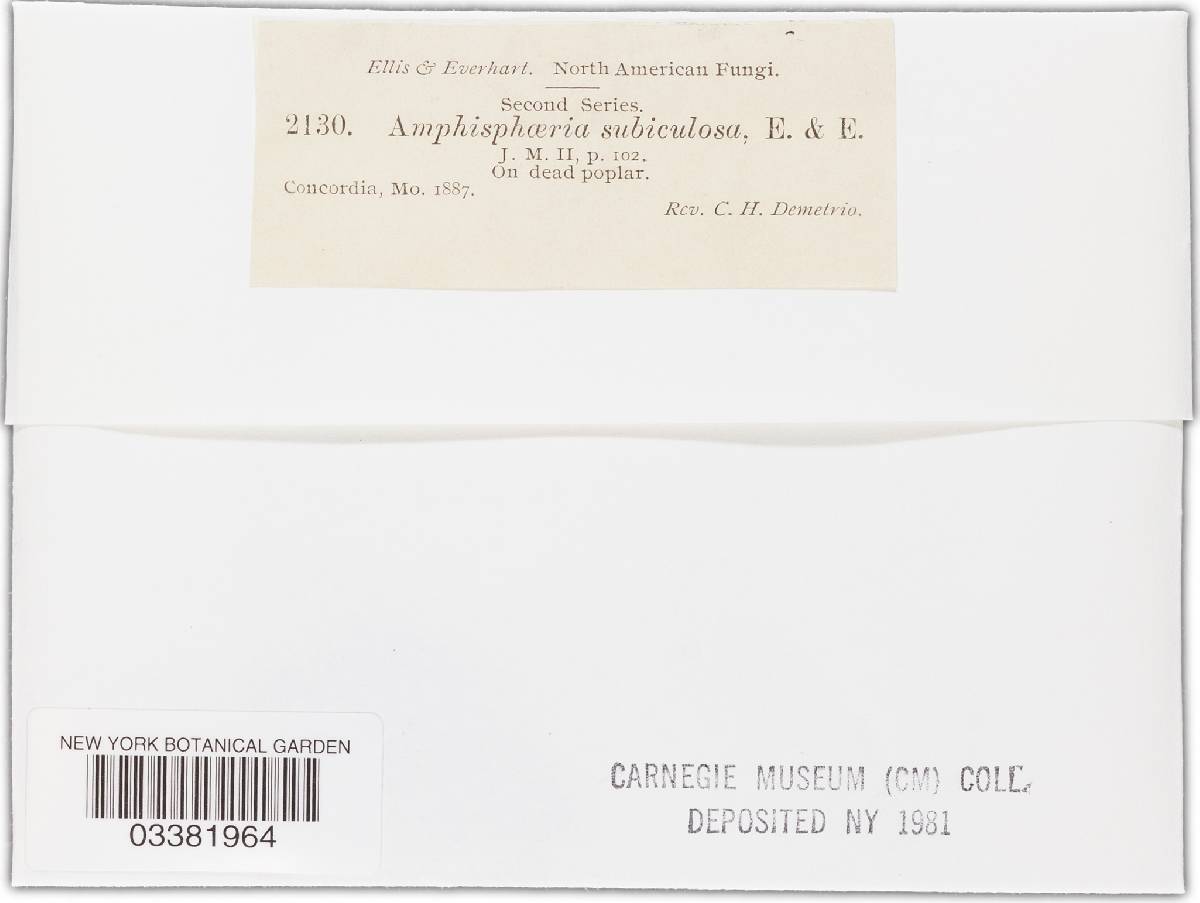 Ellis & Everhart. North American Fungi.
Second Series.
2130. Amphisphœria subiculosa, E. & E.
J. M. II, p. 102.
On dead poplar.
Concordia, Mo. 1887.
Rev. C. H. Demetrio.
NEW YORK BOTANICAL GARDEN
03381964
CARNEGIE MUSEUM (CM) COLL.
DEPOSITED NY 1981